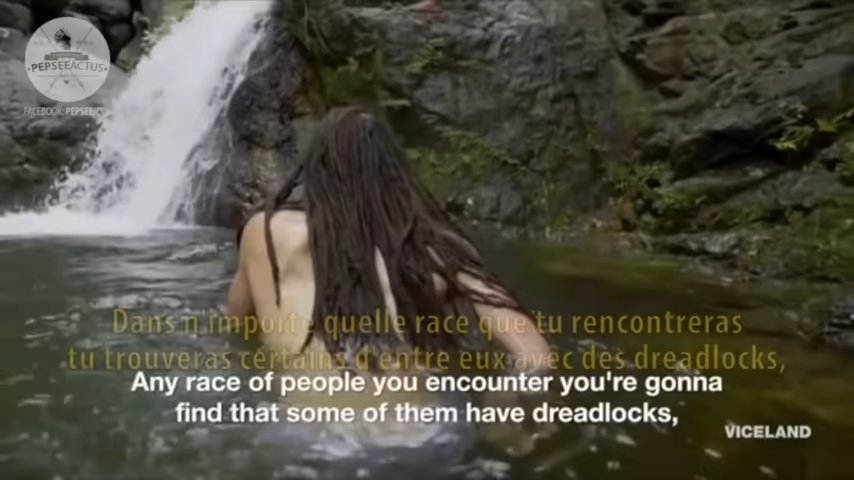 PEPSEEACTUS
Dans n'importe quelle race que tu rencontreras
tu trouveras certains d'entre eux avec des dreadlocks,
Any race of people you encounter you're gonna
find that some of them have dreadlocks,
VICELAND